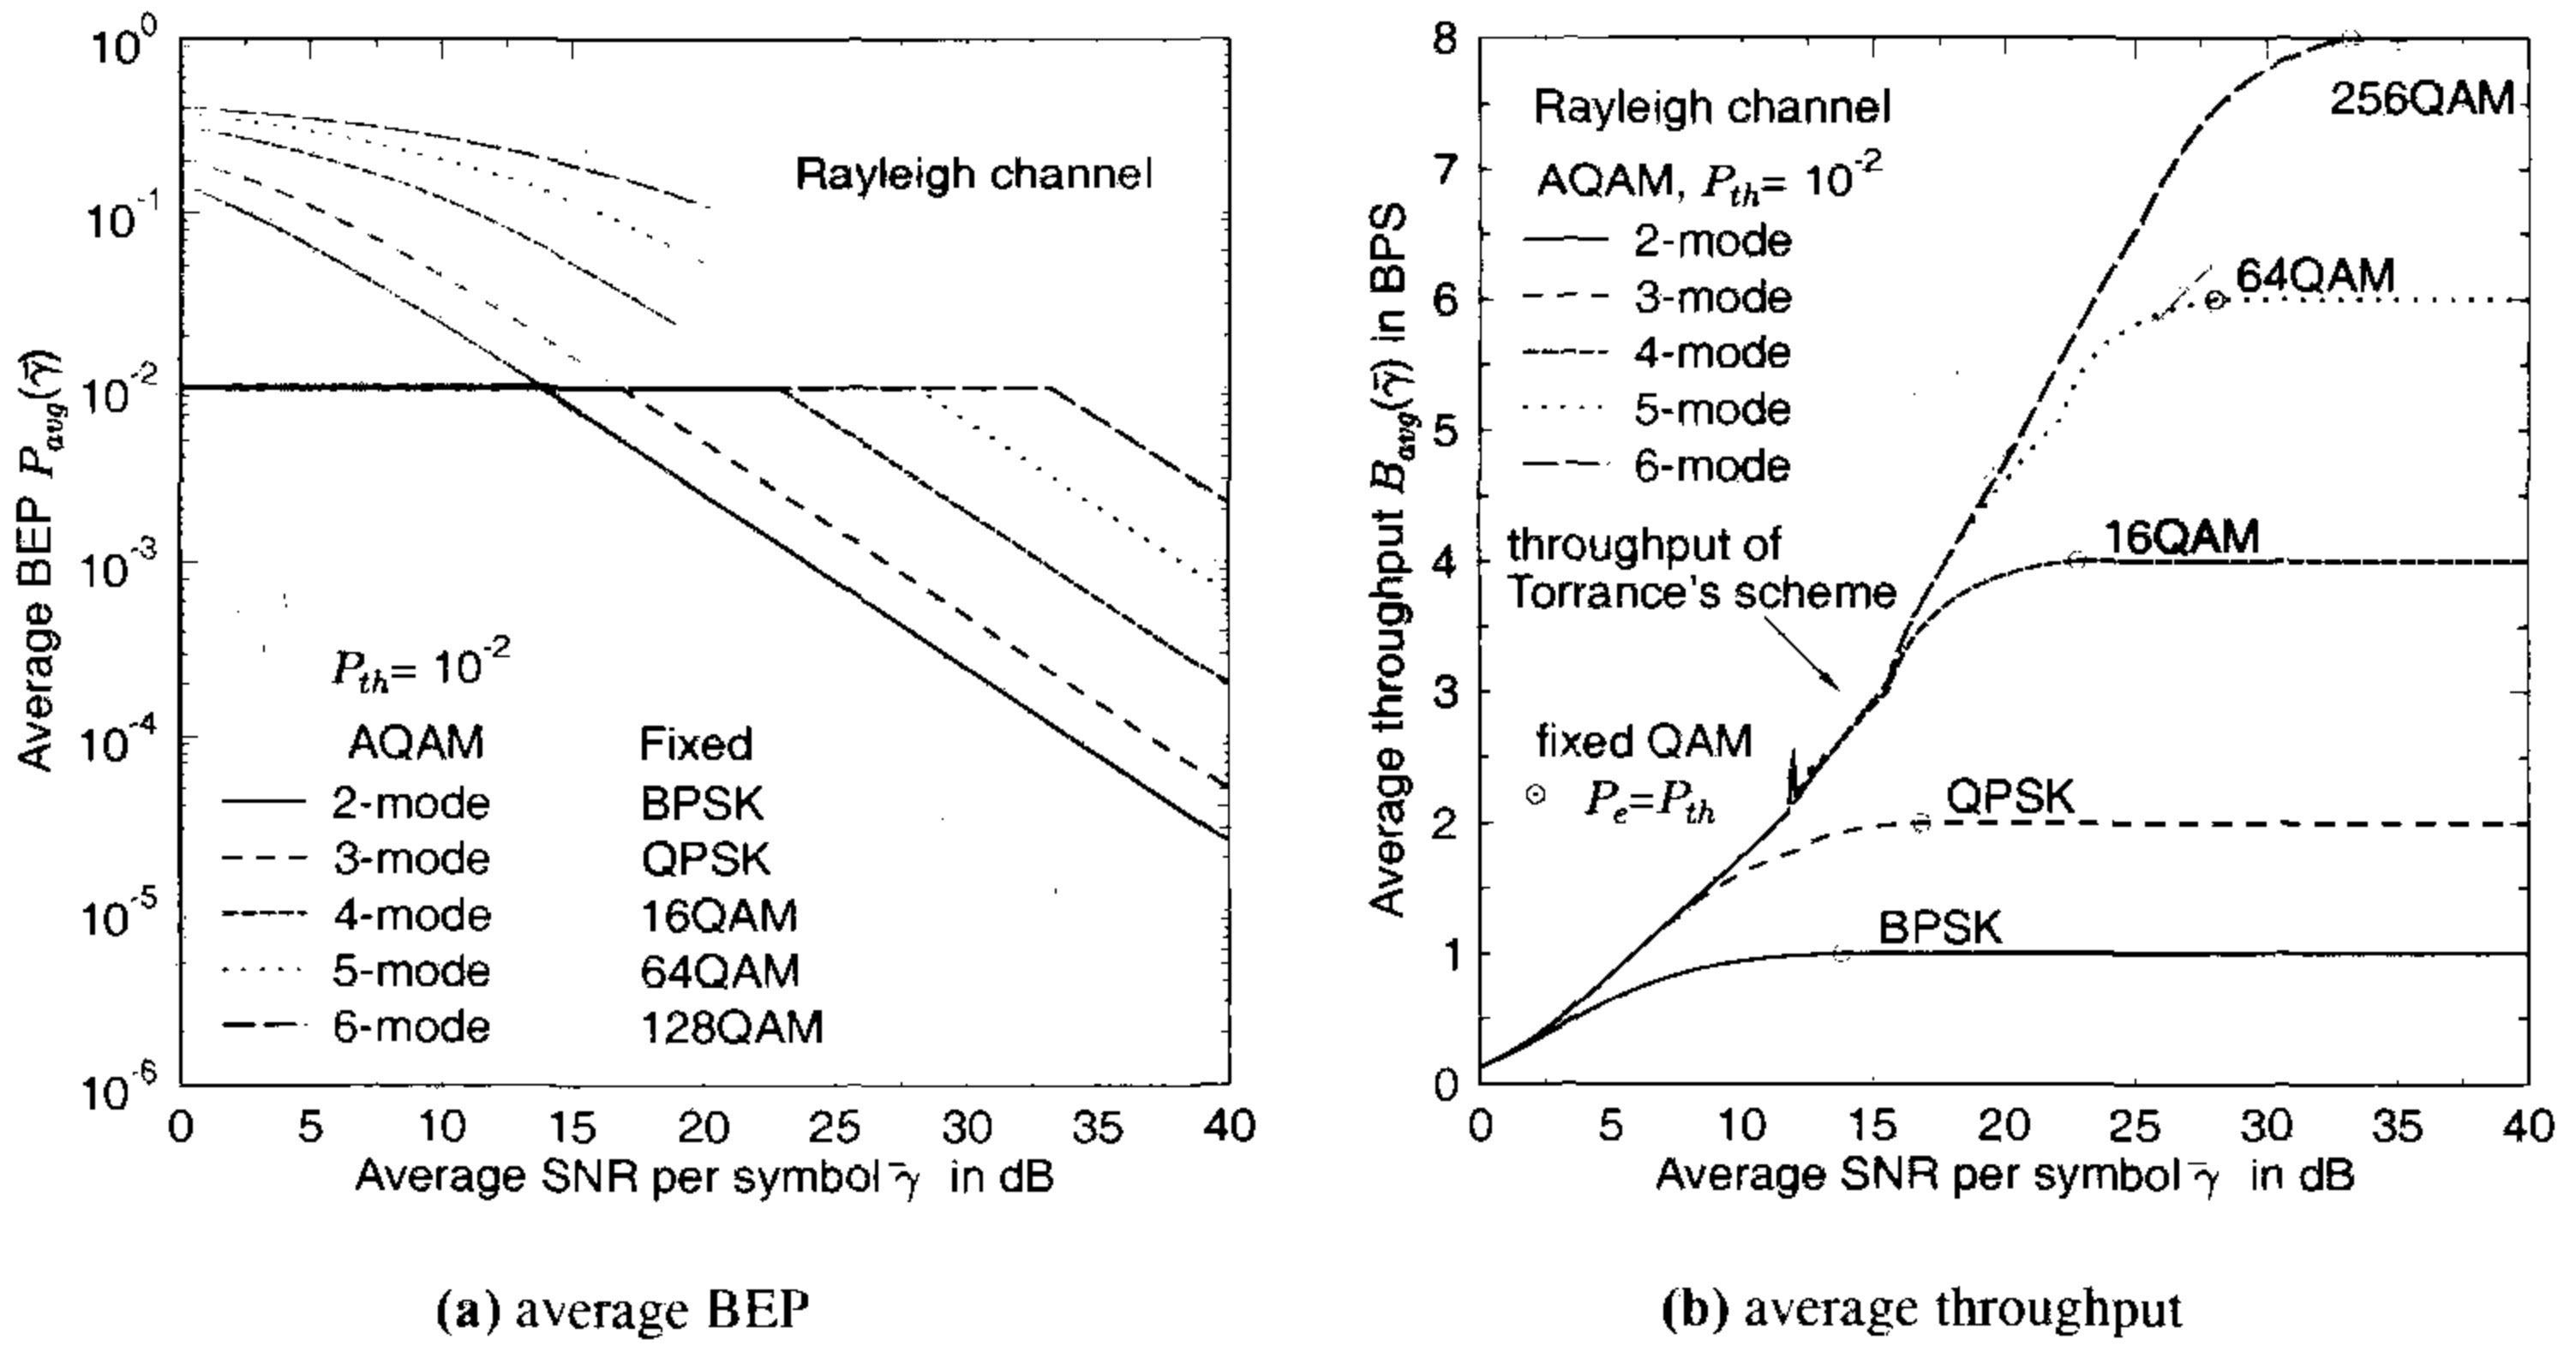 10^0
10^-1
10^-2
10^-3
10^-4
10^-5
10^-6
Average BEP P_avg(γ̄)
Rayleigh channel
P_th= 10^-2
AQAM Fixed
2-mode BPSK
3-mode QPSK
4-mode 16QAM
5-mode 64QAM
6-mode 128QAM
0 5 10 15 20 25 30 35 40
Average SNR per symbol γ̄ in dB
(a) average BEP
8
7
6
5
4
3
2
1
0
Average throughput B_avg(γ̄) in BPS
Rayleigh channel
AQAM, P_th= 10^-2
2-mode
3-mode
4-mode
5-mode
6-mode
256QAM
64QAM
throughput of
Torrance's scheme
16QAM
fixed QAM
P_e=P_th
QPSK
BPSK
0 5 10 15 20 25 30 35 40
Average SNR per symbol γ̄ in dB
(b) average throughput